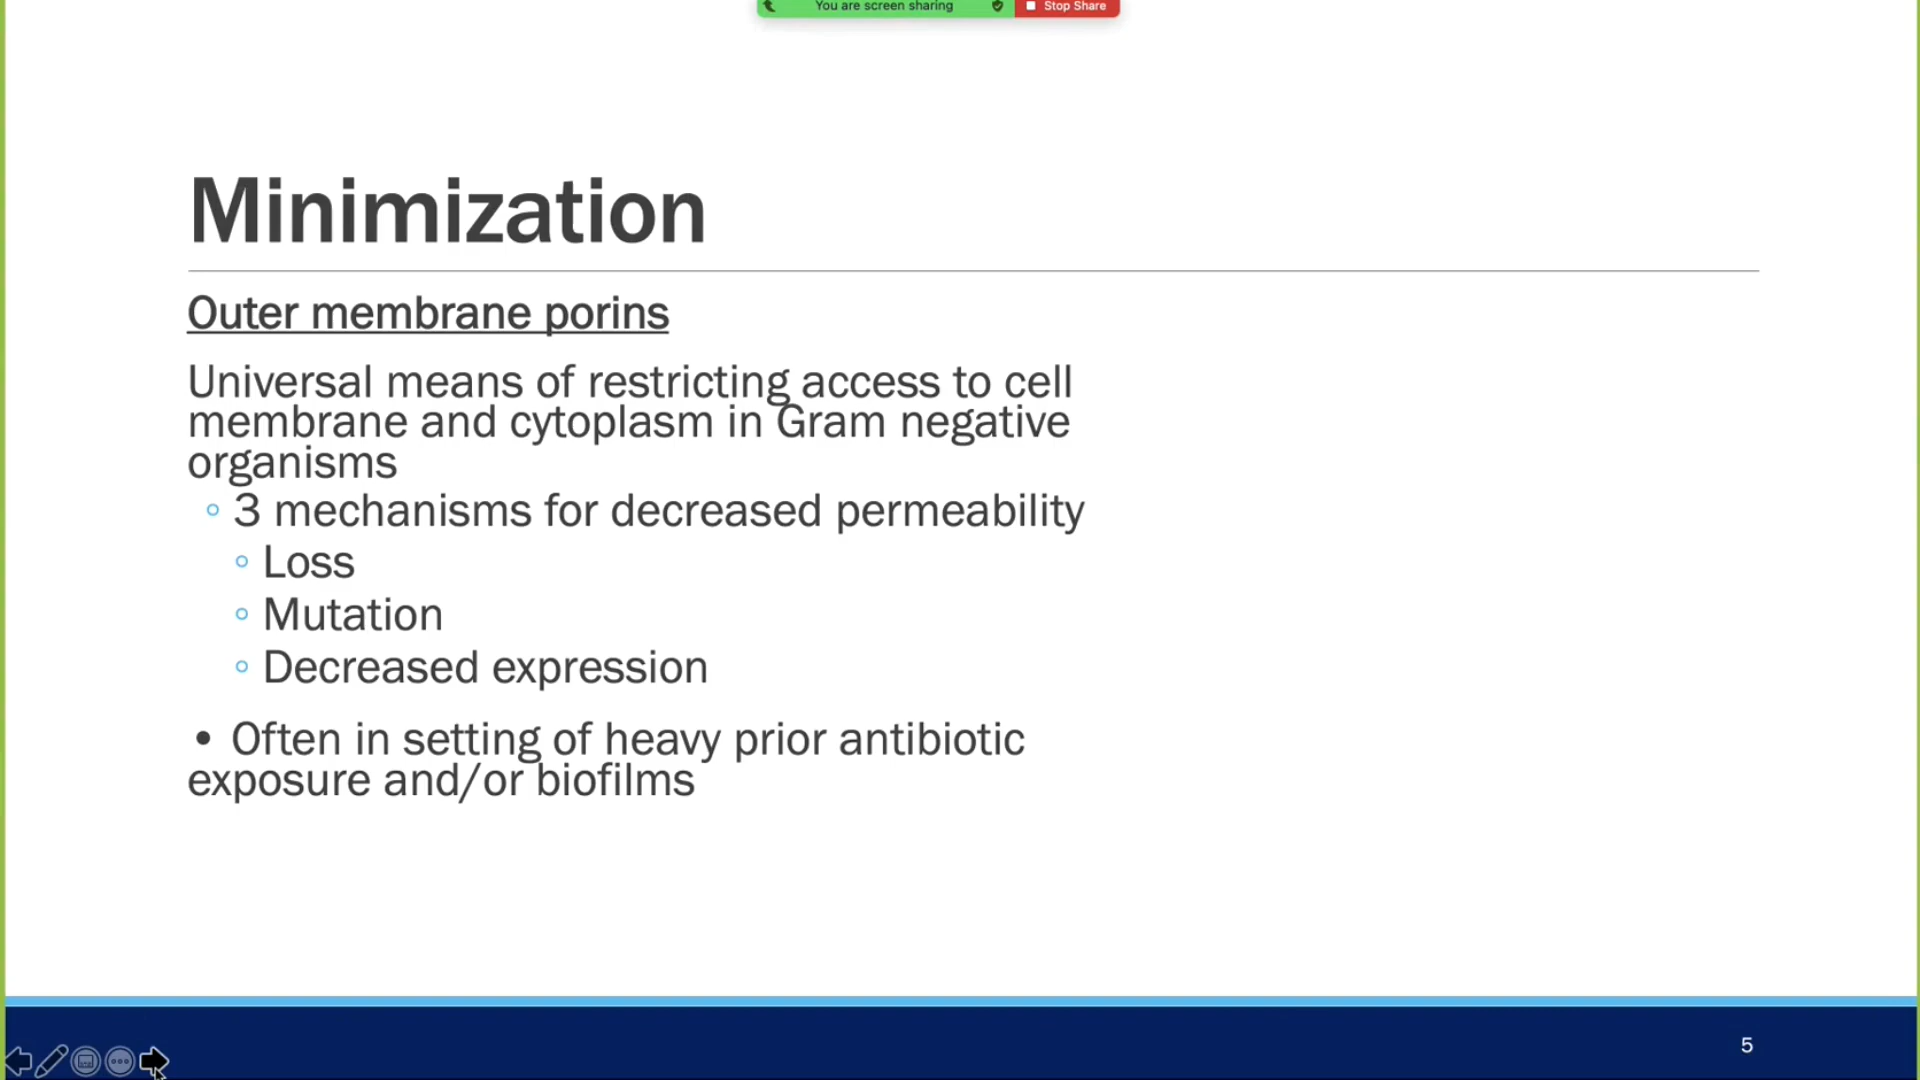 You are screen sharing Stop Share
Minimization
Outer membrane porins
Universal means of restricting access to cell
membrane and cytoplasm in Gram negative
organisms
◦ 3 mechanisms for decreased permeability
◦ Loss
◦ Mutation
◦ Decreased expression
• Often in setting of heavy prior antibiotic
exposure and/or biofilms
5